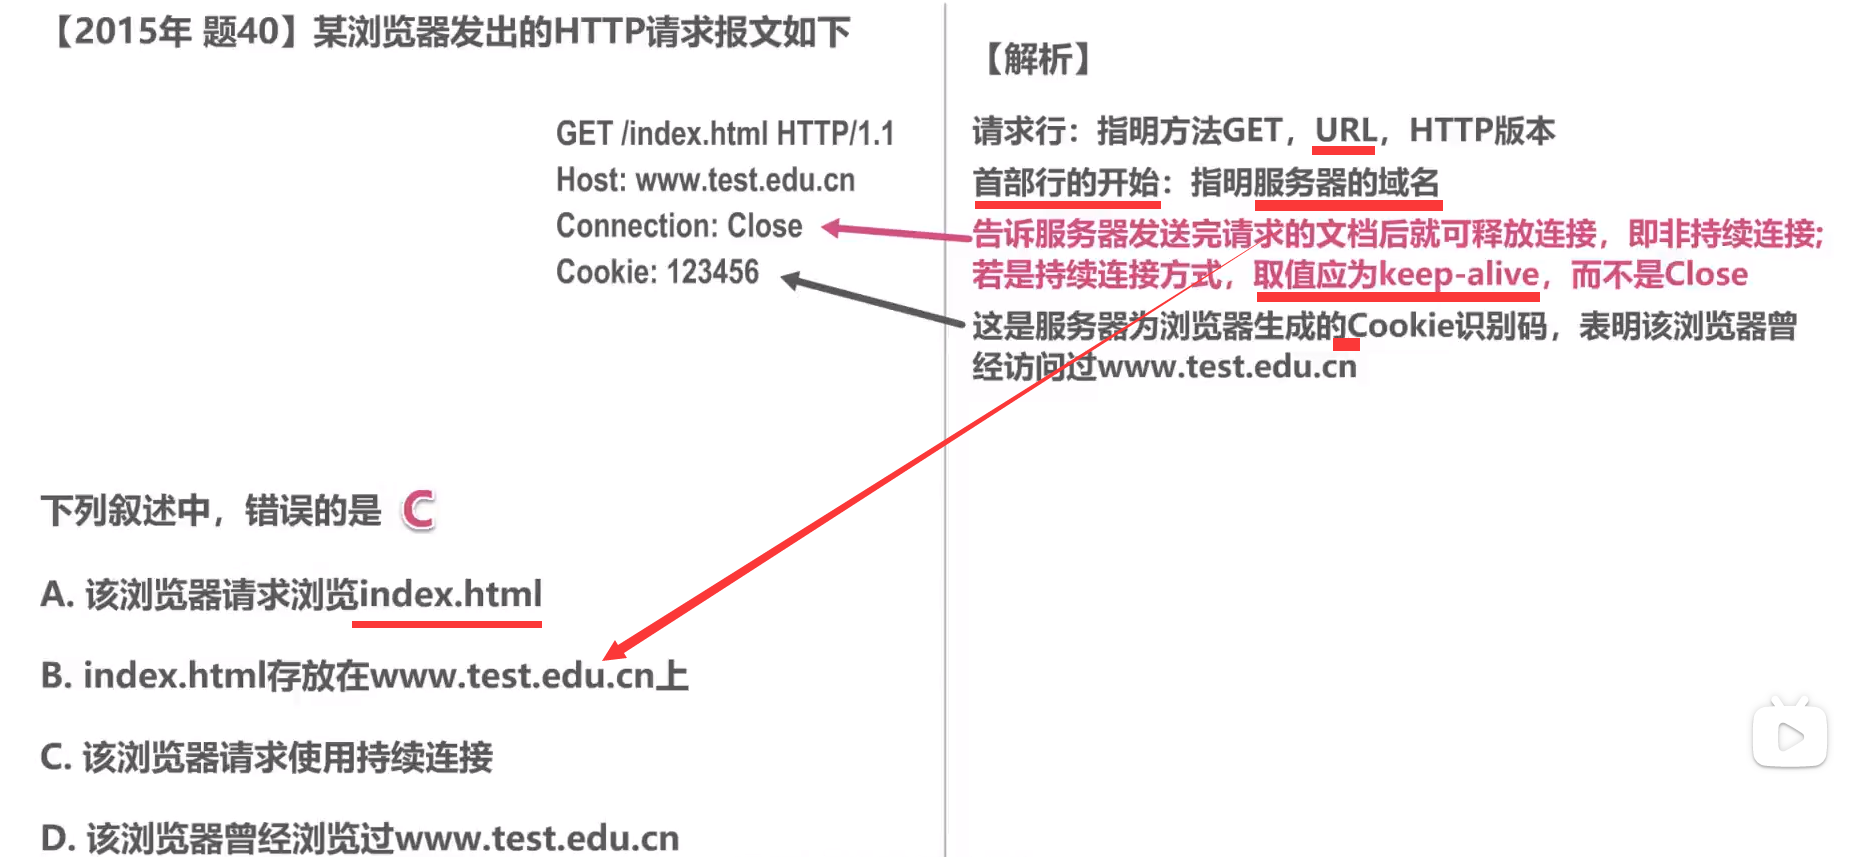 【2015年 题40】某浏览器发出的HTTP请求报文如下
GET /index.html HTTP/1.1
Host: www.test.edu.cn
Connection: Close
Cookie: 123456
下列叙述中，错误的是 C
A. 该浏览器请求浏览index.html
B. index.html存放在www.test.edu.cn上
C. 该浏览器请求使用持续连接
D. 该浏览器曾经浏览过www.test.edu.cn
【解析】
请求行：指明方法GET，URL，HTTP版本
首部行的开始：指明服务器的域名
告诉服务器发送完请求的文档后就可释放连接，即非持续连接;
若是持续连接方式，取值应为keep-alive，而不是Close
这是服务器为浏览器生成的Cookie识别码，表明该浏览器曾
经访问过www.test.edu.cn